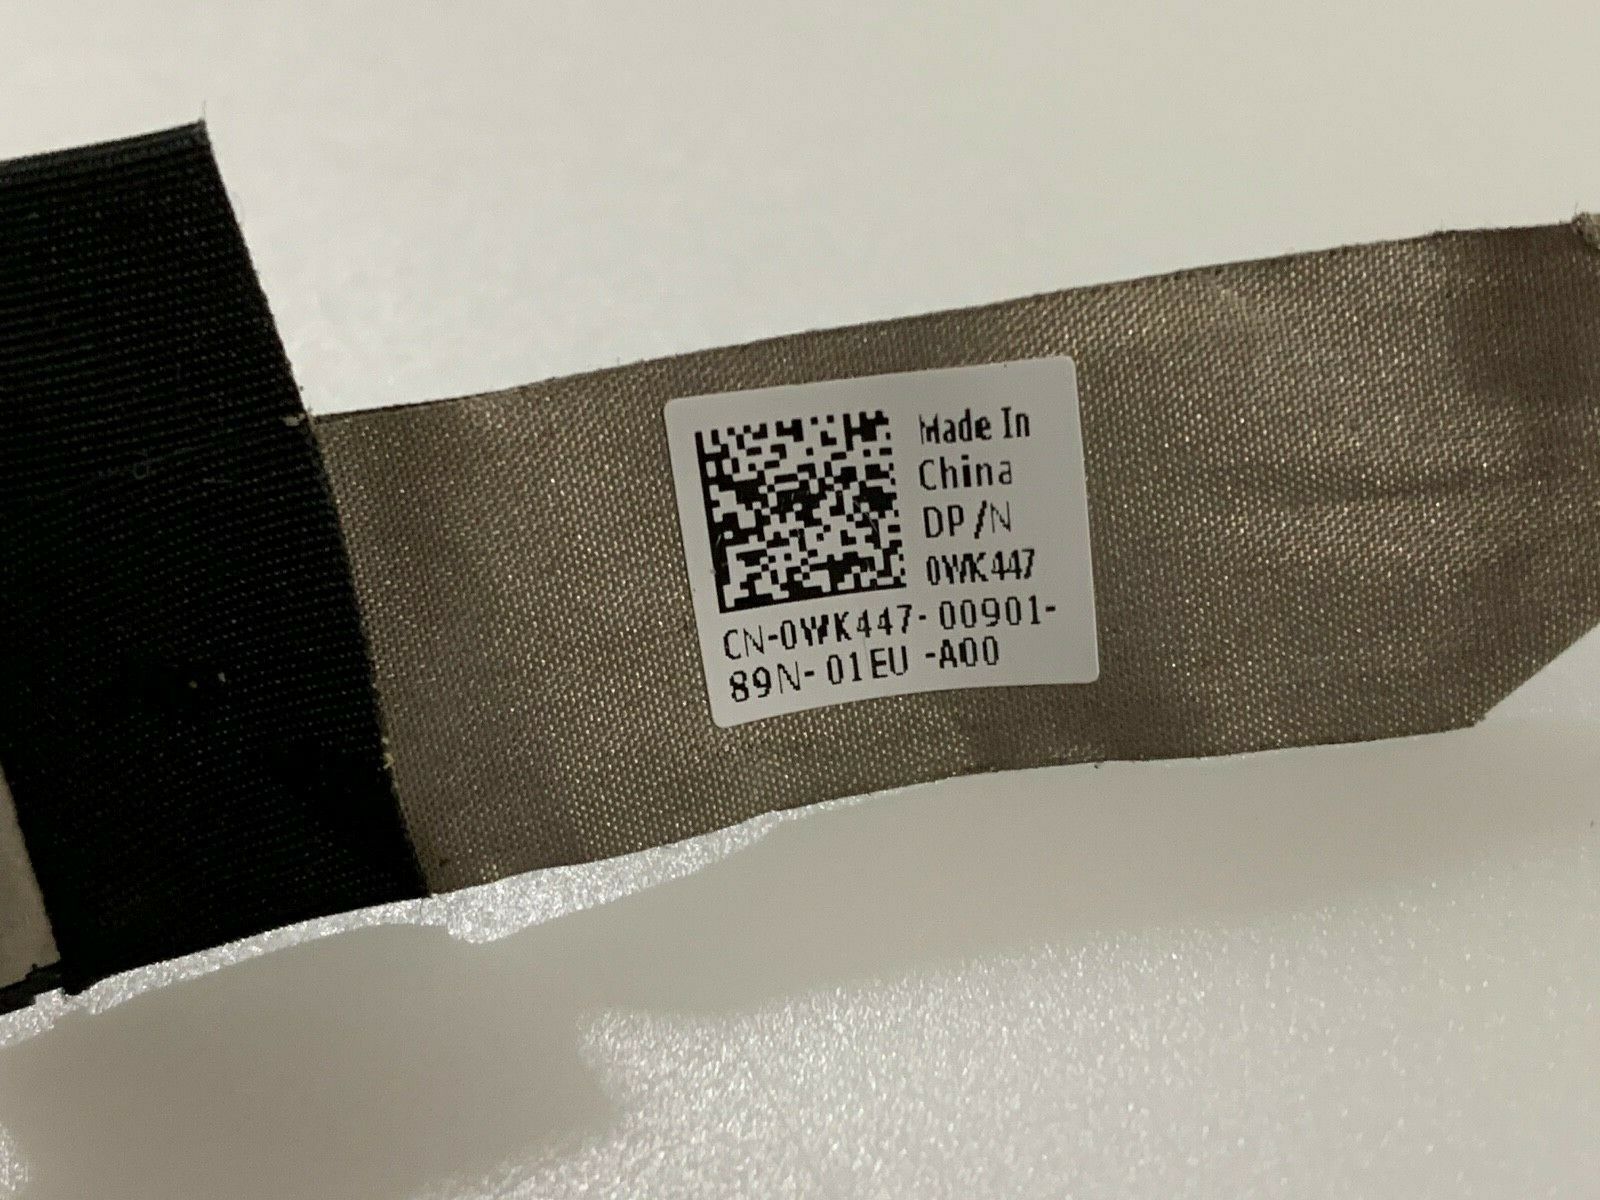 Made In
China
DP/N
0WK447
CN-0WK447-00901-
89N-01EU-A00